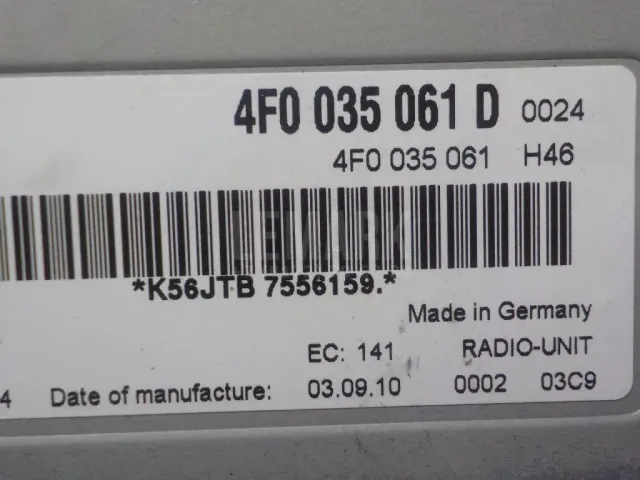 4F0 035 061 D 0024
4F0 035 061 H46
LEMARK
*K56JTB 7556159.*
Made in Germany
EC: 141 RADIO-UNIT
4 Date of manufacture: 03.09.10 0002 03C9